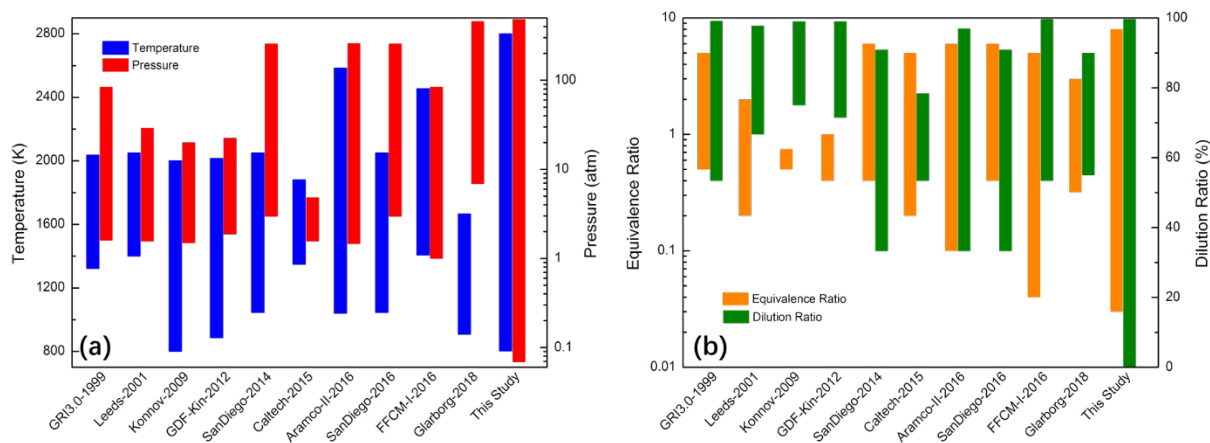 2800
2400
2000
1600
1200
800
Temperature (K)
Temperature
Pressure
(a)
100
10
1
0.1
Pressure (atm)
GRI3.0-1999
Leeds-2001
Konnov-2009
GDF-Kin-2012
SanDiego-2014
Caltech-2015
Aramco-II-2016
SanDiego-2016
FFCM-I-2016
Glarborg-2018
This Study
10
1
0.1
0.01
Equivalence Ratio
Equivalence Ratio
Dilution Ratio
(b)
100
80
60
40
20
0
Dilution Ratio (%)
GRI3.0-1999
Leeds-2001
Konnov-2009
GDF-Kin-2012
SanDiego-2014
Caltech-2015
Aramco-II-2016
SanDiego-2016
FFCM-I-2016
Glarborg-2018
This Study